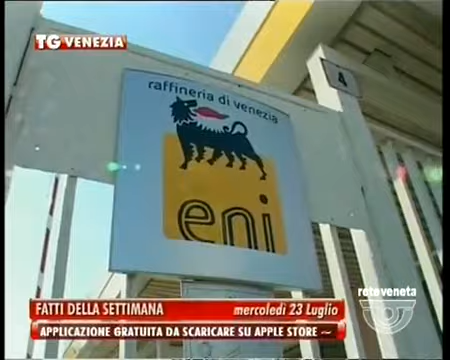 TG VENEZIA
4
raffineria di venezia
eni
FATTI DELLA SETTIMANA
mercoledì 23 Luglio
APPLICAZIONE GRATUITA DA SCARICARE SU APPLE STORE ~
reteveneta